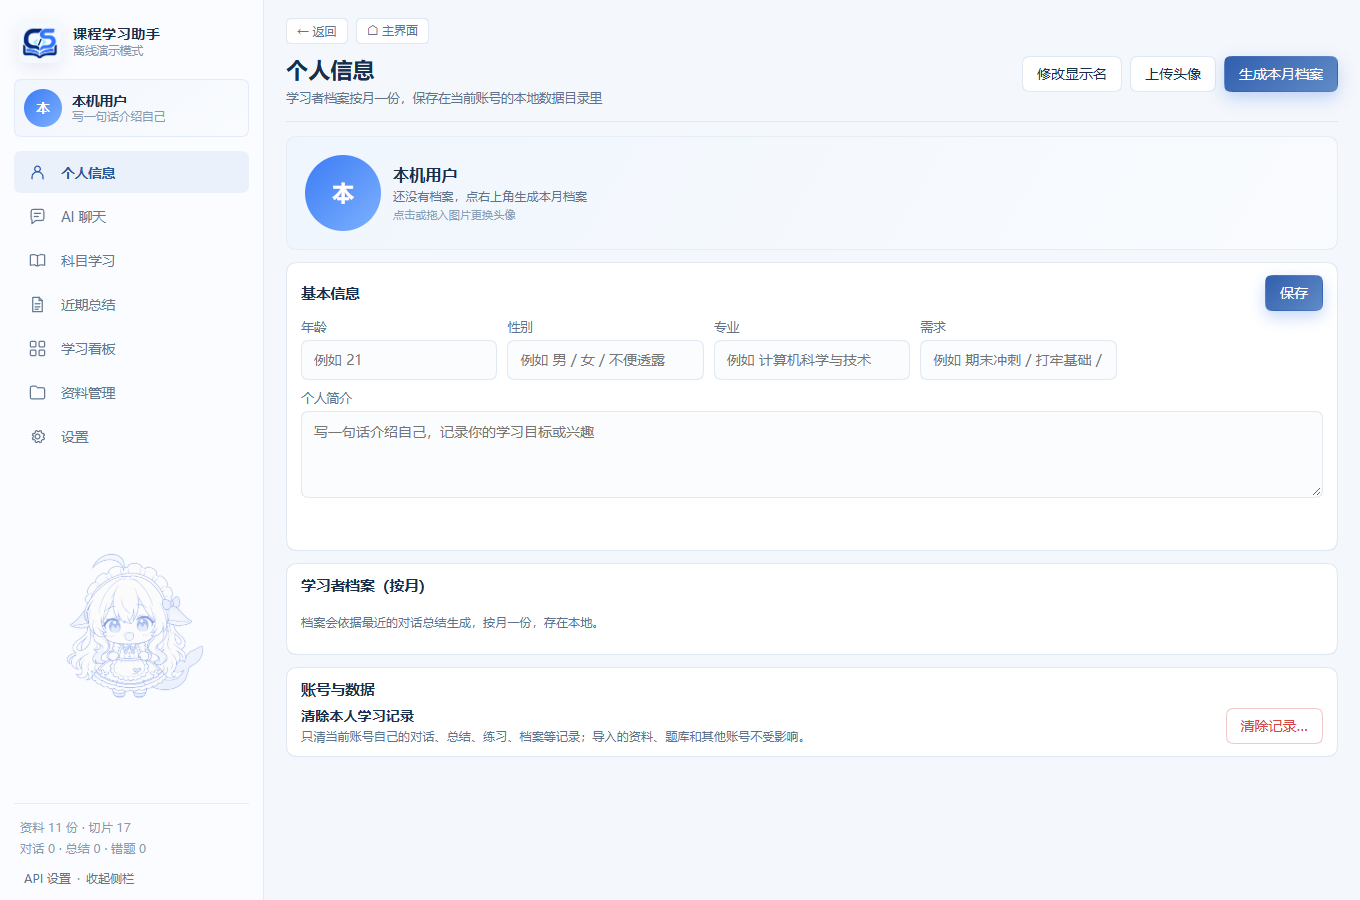 课程学习助手
离线演示模式
本
本机用户
写一句话介绍自己
个人信息
AI 聊天
科目学习
近期总结
学习看板
资料管理
设置
资料 11 份 · 切片 17
对话 0 · 总结 0 · 错题 0
API 设置 · 收起侧栏
← 返回
主界面
个人信息
学习者档案按月一份，保存在当前账号的本地数据目录里
修改显示名
上传头像
生成本月档案
本
本机用户
还没有档案，点右上角生成本月档案
点击或拖入图片更换头像
基本信息
保存
年龄
性别
专业
需求
例如 21
例如 男 / 女 / 不便透露
例如 计算机科学与技术
例如 期末冲刺 / 打牢基础 /
个人简介
写一句话介绍自己，记录你的学习目标或兴趣
学习者档案（按月）
档案会依据最近的对话总结生成，按月一份，存在本地。
账号与数据
清除本人学习记录
只清当前账号自己的对话、总结、练习、档案等记录；导入的资料、题库和其他账号不受影响。
清除记录...